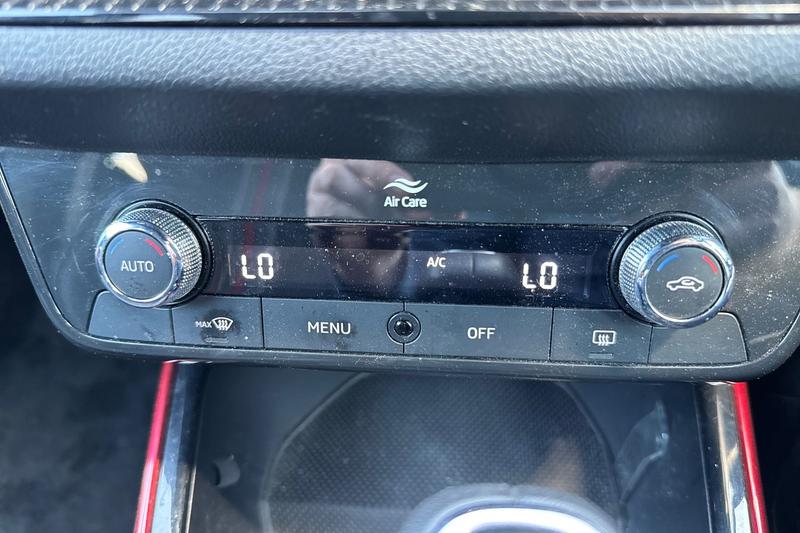 Air Care
AUTO
LO
A/C
LO
MAX
MENU
OFF